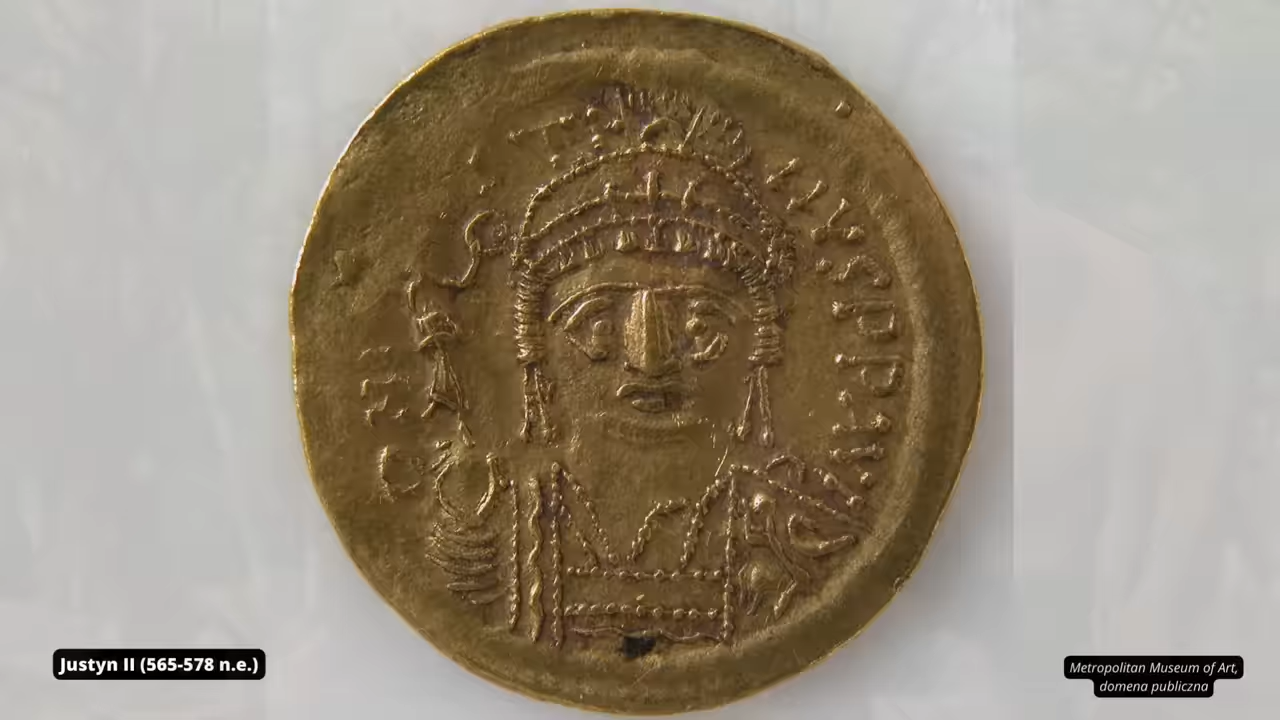 Justyn II (565-578 n.e.)
Metropolitan Museum of Art,
domena publiczna